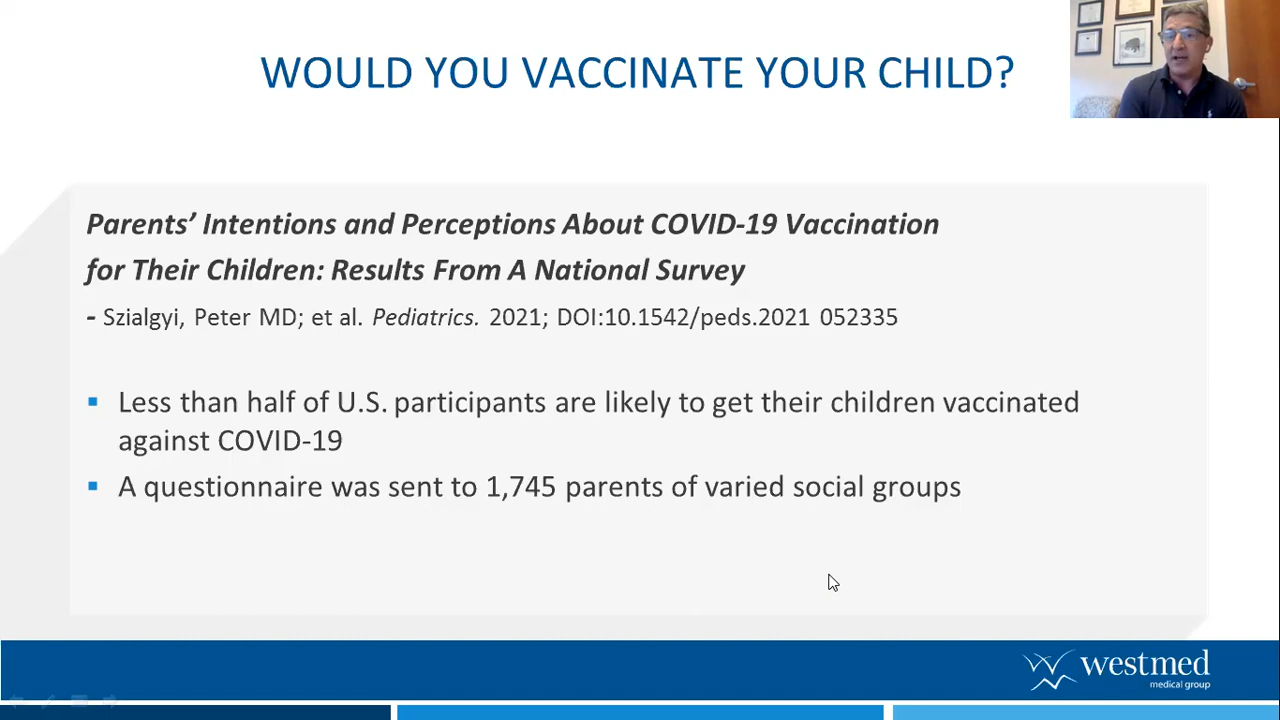 WOULD YOU VACCINATE YOUR CHILD?
Parents’ Intentions and Perceptions About COVID-19 Vaccination
for Their Children: Results From A National Survey
- Szialgyi, Peter MD; et al. Pediatrics. 2021; DOI:10.1542/peds.2021 052335
▪ Less than half of U.S. participants are likely to get their children vaccinated
against COVID-19
▪ A questionnaire was sent to 1,745 parents of varied social groups
westmed
medical group